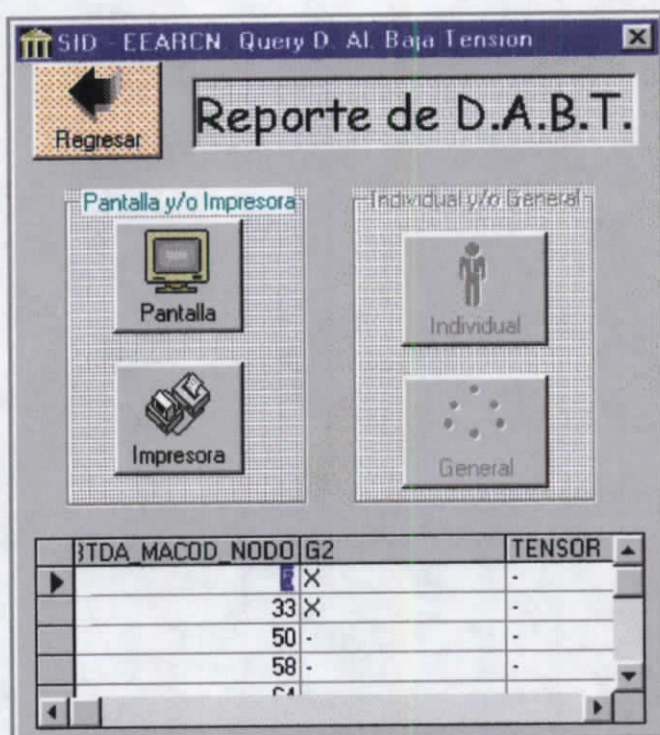 SID - EEARCN. Query D. Al. Baja Tension
Regresar
Reporte de D.A.B.T.
Pantalla y/o Impresora
Individual y/o General
Pantalla
Individual
Impresora
General
BTDA_MACOD_NODO G2 TENSOR
X -
33 X -
50 - -
58 - -
64